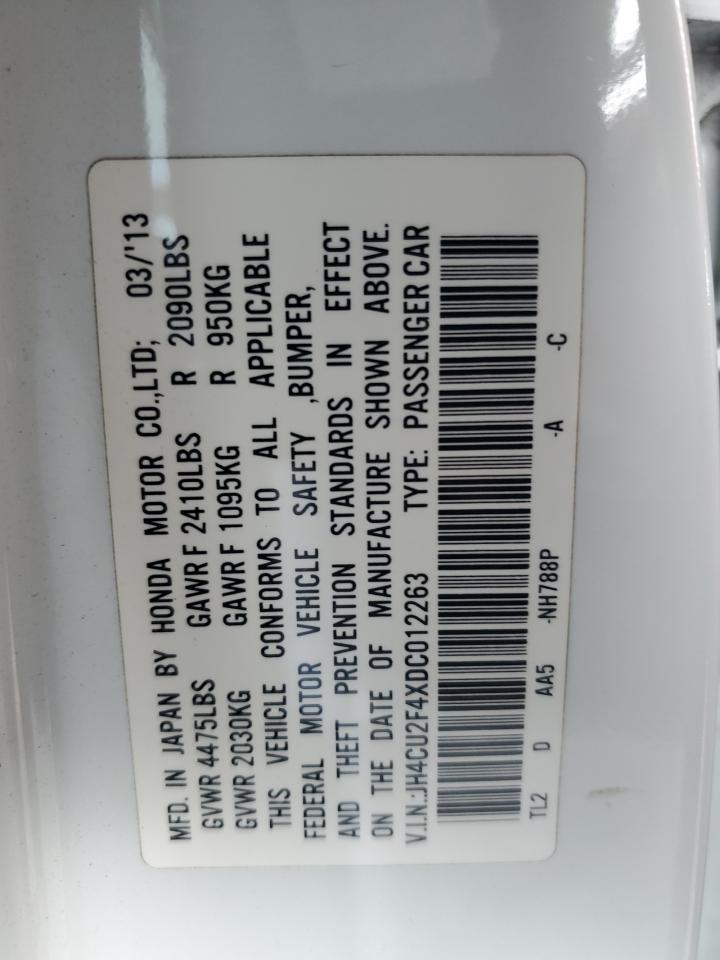 MFD. IN JAPAN BY HONDA MOTOR CO.,LTD; 03/'13
GVWR 4475LBS GAWR F 2410LBS R 2090LBS
GVWR 2030KG GAWR F 1095KG R 950KG
THIS VEHICLE CONFORMS TO ALL APPLICABLE
FEDERAL MOTOR VEHICLE SAFETY ,BUMPER,
AND THEFT PREVENTION STANDARDS IN EFFECT
ON THE DATE OF MANUFACTURE SHOWN ABOVE.
V.I.N.:JH4CU2F4XDC012263 TYPE: PASSENGER CAR
TL2 D AA5 -NH788P -A -C